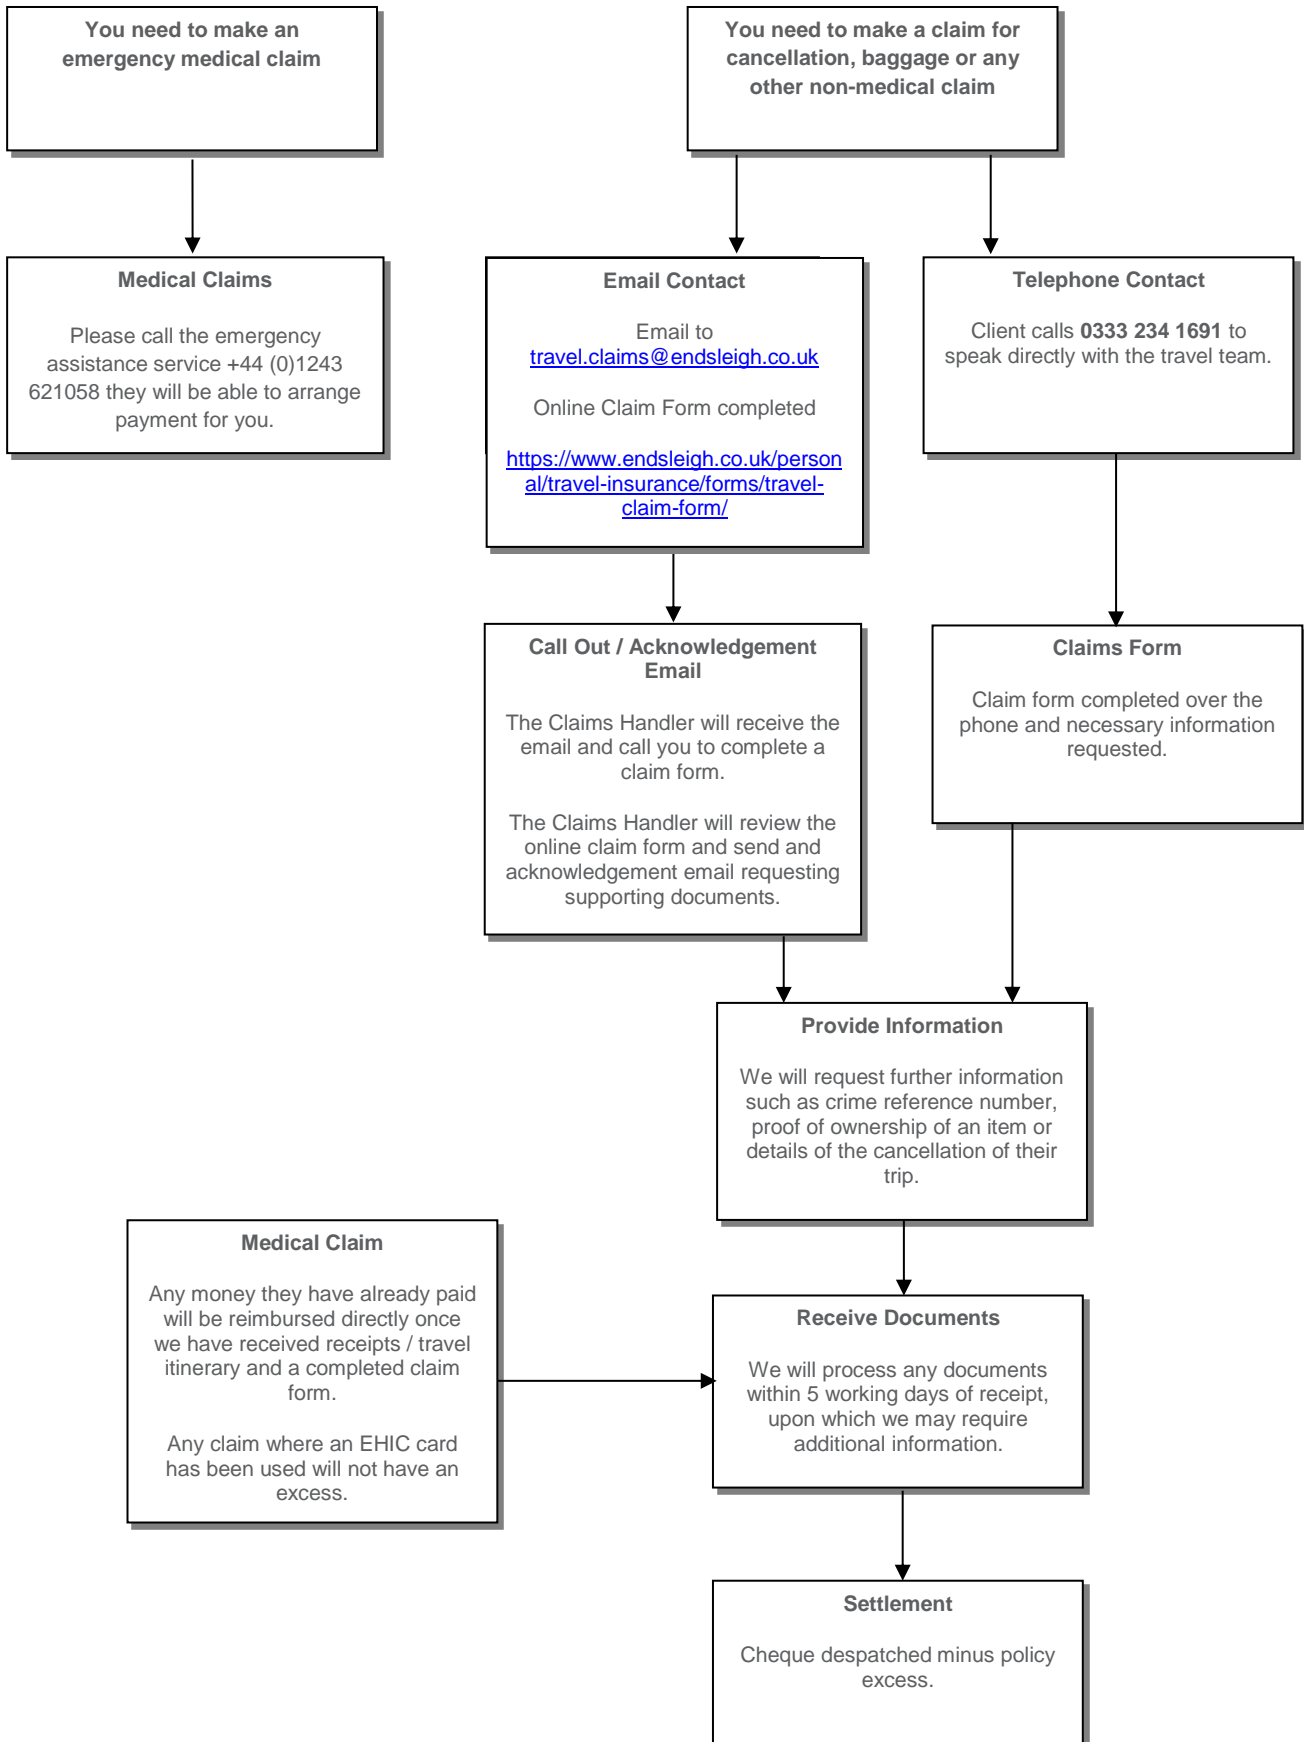 You need to make an
emergency medical claim
You need to make a claim for
cancellation, baggage or any
other non-medical claim
Medical Claims
Please call the emergency
assistance service +44 (0)1243
621058 they will be able to arrange
payment for you.
Email Contact
Email to
travel.claims@endsleigh.co.uk
Online Claim Form completed
https://www.endsleigh.co.uk/person
al/travel-insurance/forms/travel-
claim-form/
Telephone Contact
Client calls 0333 234 1691 to
speak directly with the travel team.
Call Out / Acknowledgement
Email
The Claims Handler will receive the
email and call you to complete a
claim form.
The Claims Handler will review the
online claim form and send and
acknowledgement email requesting
supporting documents.
Claims Form
Claim form completed over the
phone and necessary information
requested.
Provide Information
We will request further information
such as crime reference number,
proof of ownership of an item or
details of the cancellation of their
trip.
Medical Claim
Any money they have already paid
will be reimbursed directly once
we have received receipts / travel
itinerary and a completed claim
form.
Any claim where an EHIC card
has been used will not have an
excess.
Receive Documents
We will process any documents
within 5 working days of receipt,
upon which we may require
additional information.
Settlement
Cheque despatched minus policy
excess.